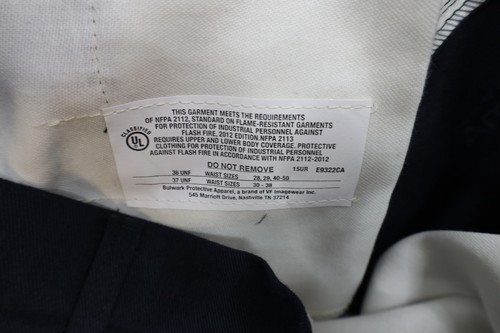 THIS GARMENT MEETS THE REQUIREMENTS
OF NFPA 2112, STANDARD ON FLAME-RESISTANT GARMENTS
FOR PROTECTION OF INDUSTRIAL PERSONNEL AGAINST
FLASH FIRE, 2012 EDITION. NFPA 2113
REQUIRES UPPER AND LOWER BODY COVERAGE. PROTECTIVE
CLOTHING FOR PROTECTION OF INDUSTRIAL PERSONNEL
AGAINST FLASH FIRE IN ACCORDANCE WITH NFPA 2112-2012
CLASSIFIED
UL
DO NOT REMOVE 15UR E9322CA
36 UNF WAIST SIZES 28, 29, 40-50
37 UNF WAIST SIZES 30 - 38
Bulwark Protective Apparel, a brand of VF Imagewear Inc.
545 Marriott Drive, Nashville TN 37214